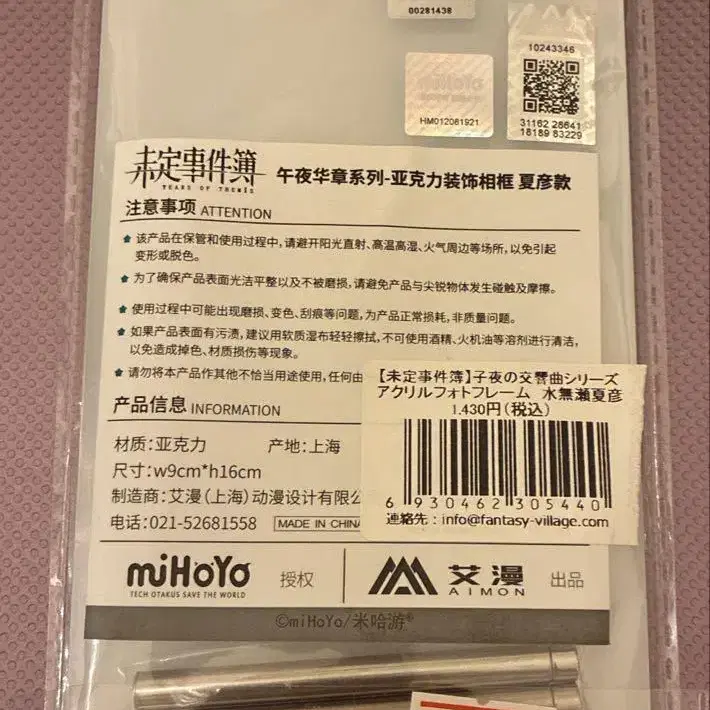 00281438
10243346
miHoYo
HM012061921
31162 28641
18189 83229
未定事件簿
TEARS OF THEMIS
午夜华章系列-亚克力装饰相框 夏彦款
注意事项 ATTENTION
该产品在保管和使用过程中,请避开阳光直射、高温高湿、火气周边等场所,以免引起
变形或脱色。
为了确保产品表面光洁平整以及不被磨损,请避免产品与尖锐物体发生碰触及摩擦。
使用过程中可能出现磨损、变色、刮痕等问题,为产品正常损耗,非质量问题。
如果产品表面有污渍,建议用软质湿布轻轻擦拭,不可使用酒精、火机油等溶剂进行清洁,
以免造成掉色、材质损伤等现象。
请勿将本产品作其他不恰当用途使用,任何由
产品信息 INFORMATION
材质:亚克力 产地:上海
尺寸:w9cm*h16cm
制造商:艾漫(上海)动漫设计有限公
电话:021-52681558 MADE IN CHINA
【未定事件簿】子夜の交響曲シリーズ
アクリルフォトフレーム 水無瀬夏彦
1,430円(税込)
6 930462 305440
連絡先:info@fantasy-village.com
miHoYo 授权
TECH OTAKUS SAVE THE WORLD
艾漫 出品
AIMON
©miHoYo/米哈游®